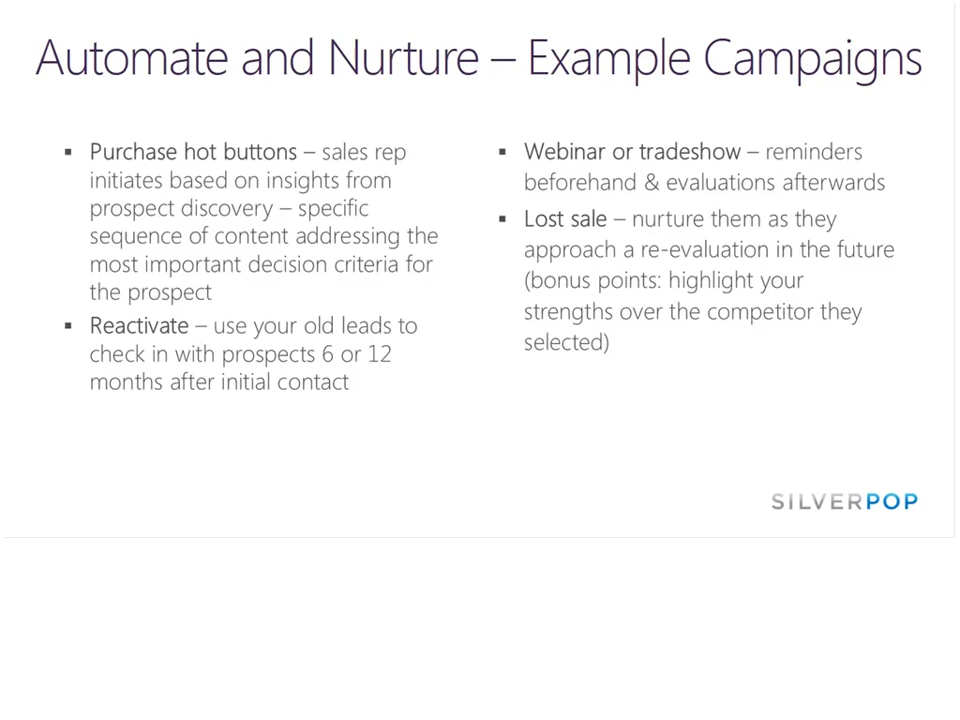 Automate and Nurture – Example Campaigns
▪ Purchase hot buttons – sales rep
initiates based on insights from
prospect discovery – specific
sequence of content addressing the
most important decision criteria for
the prospect
▪ Reactivate – use your old leads to
check in with prospects 6 or 12
months after initial contact
▪ Webinar or tradeshow – reminders
beforehand & evaluations afterwards
▪ Lost sale – nurture them as they
approach a re-evaluation in the future
(bonus points: highlight your
strengths over the competitor they
selected)
SILVERPOP